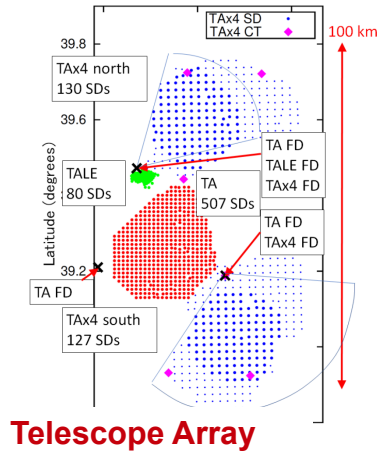 TAx4 SD
TAx4 CT
100 km
39.8
TAx4 north
130 SDs
39.6
TA FD
TALE FD
TAx4 FD
TALE
80 SDs
TA
507 SDs
Latitude (degrees)
TA FD
TAx4 FD
39.2
TA FD
TAx4 south
127 SDs
Telescope Array